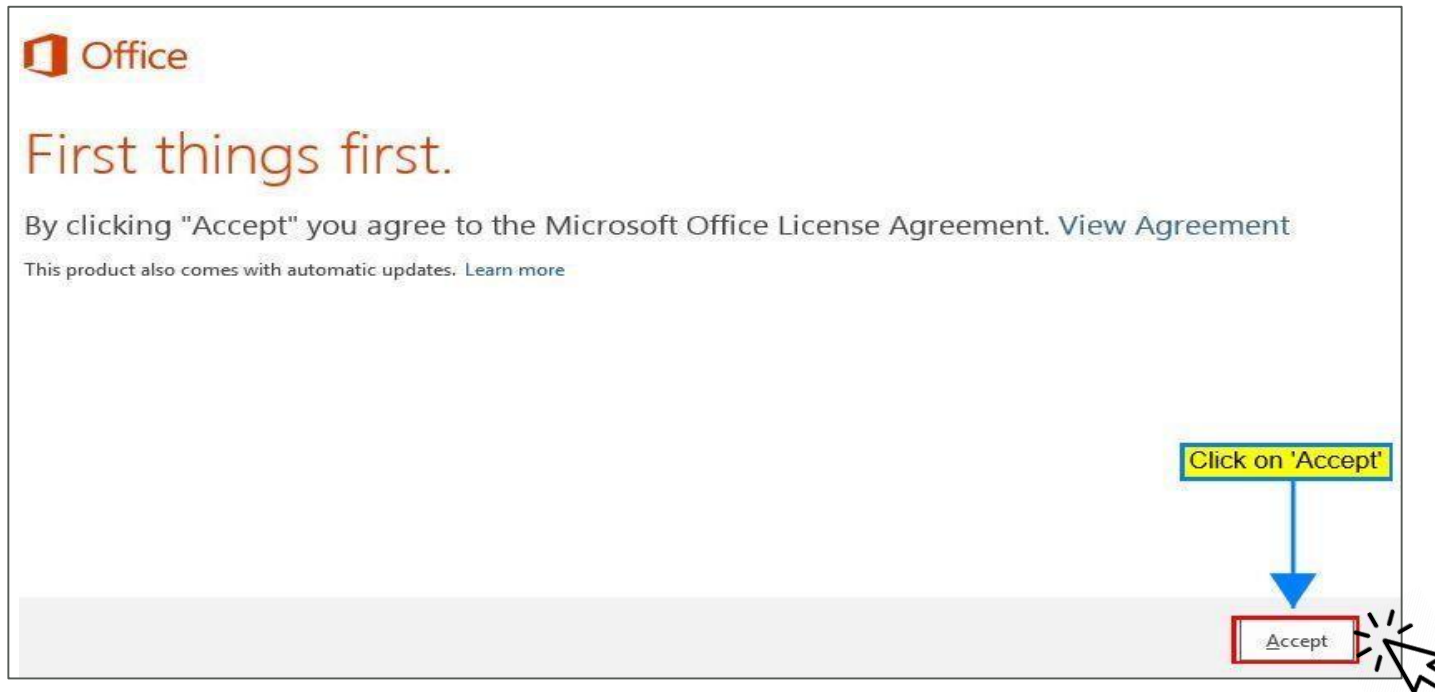 Office
First things first.
By clicking "Accept" you agree to the Microsoft Office License Agreement. View Agreement
This product also comes with automatic updates. Learn more
Click on 'Accept'
Accept